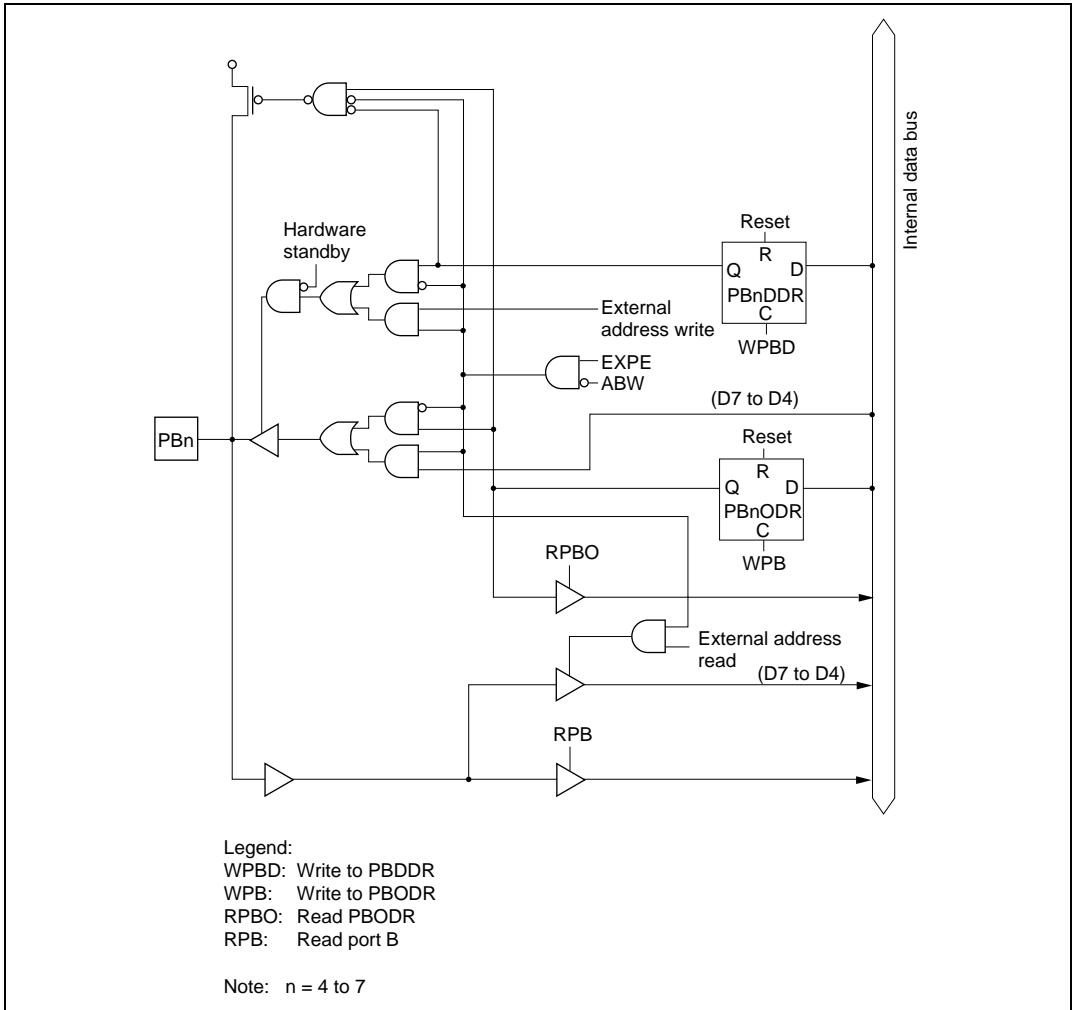 Hardware
standby
Reset
R
Q
D
PBnDDR
C
WPBD
Internal data bus
External
address write
EXPE
ABW
(D7 to D4)
PBn
Reset
R
Q
D
PBnODR
C
WPB
RPBO
External address
read
(D7 to D4)
RPB
Legend:
WPBD: Write to PBDDR
WPB: Write to PBODR
RPBO: Read PBODR
RPB: Read port B
Note: n = 4 to 7